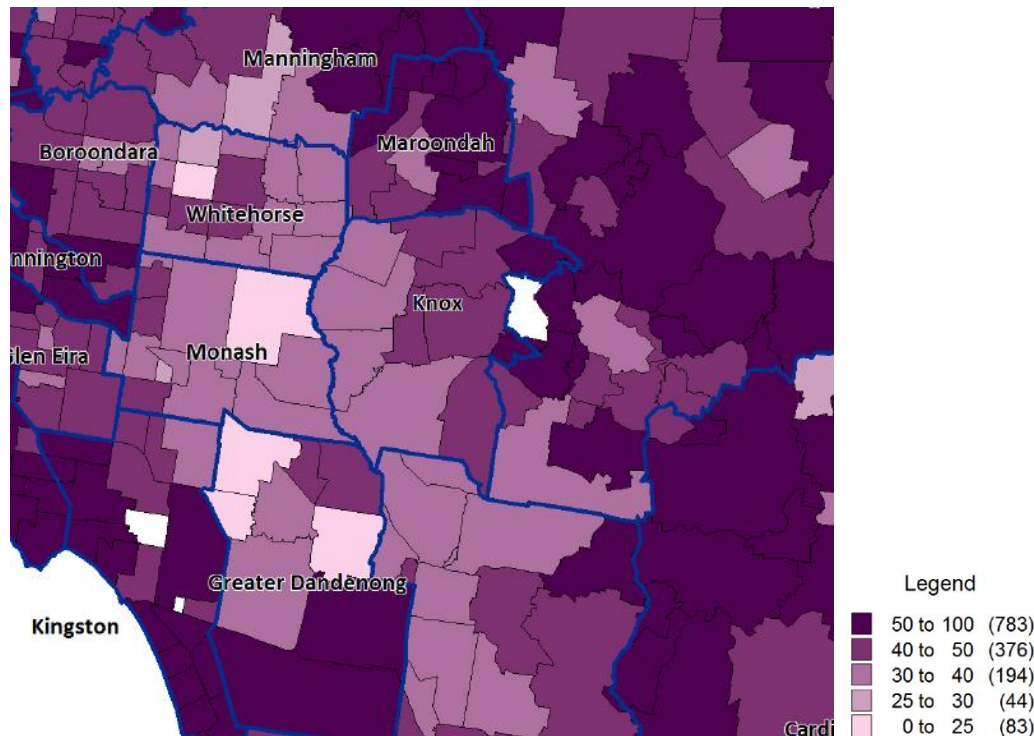 Manningham
Boroondara
Maroondah
Whitehorse
nnington
Knox
Glen Eira
Monash
Greater Dandenong
Kingston
Cardi
Legend
50 to 100 (783)
40 to 50 (376)
30 to 40 (194)
25 to 30 (44)
0 to 25 (83)